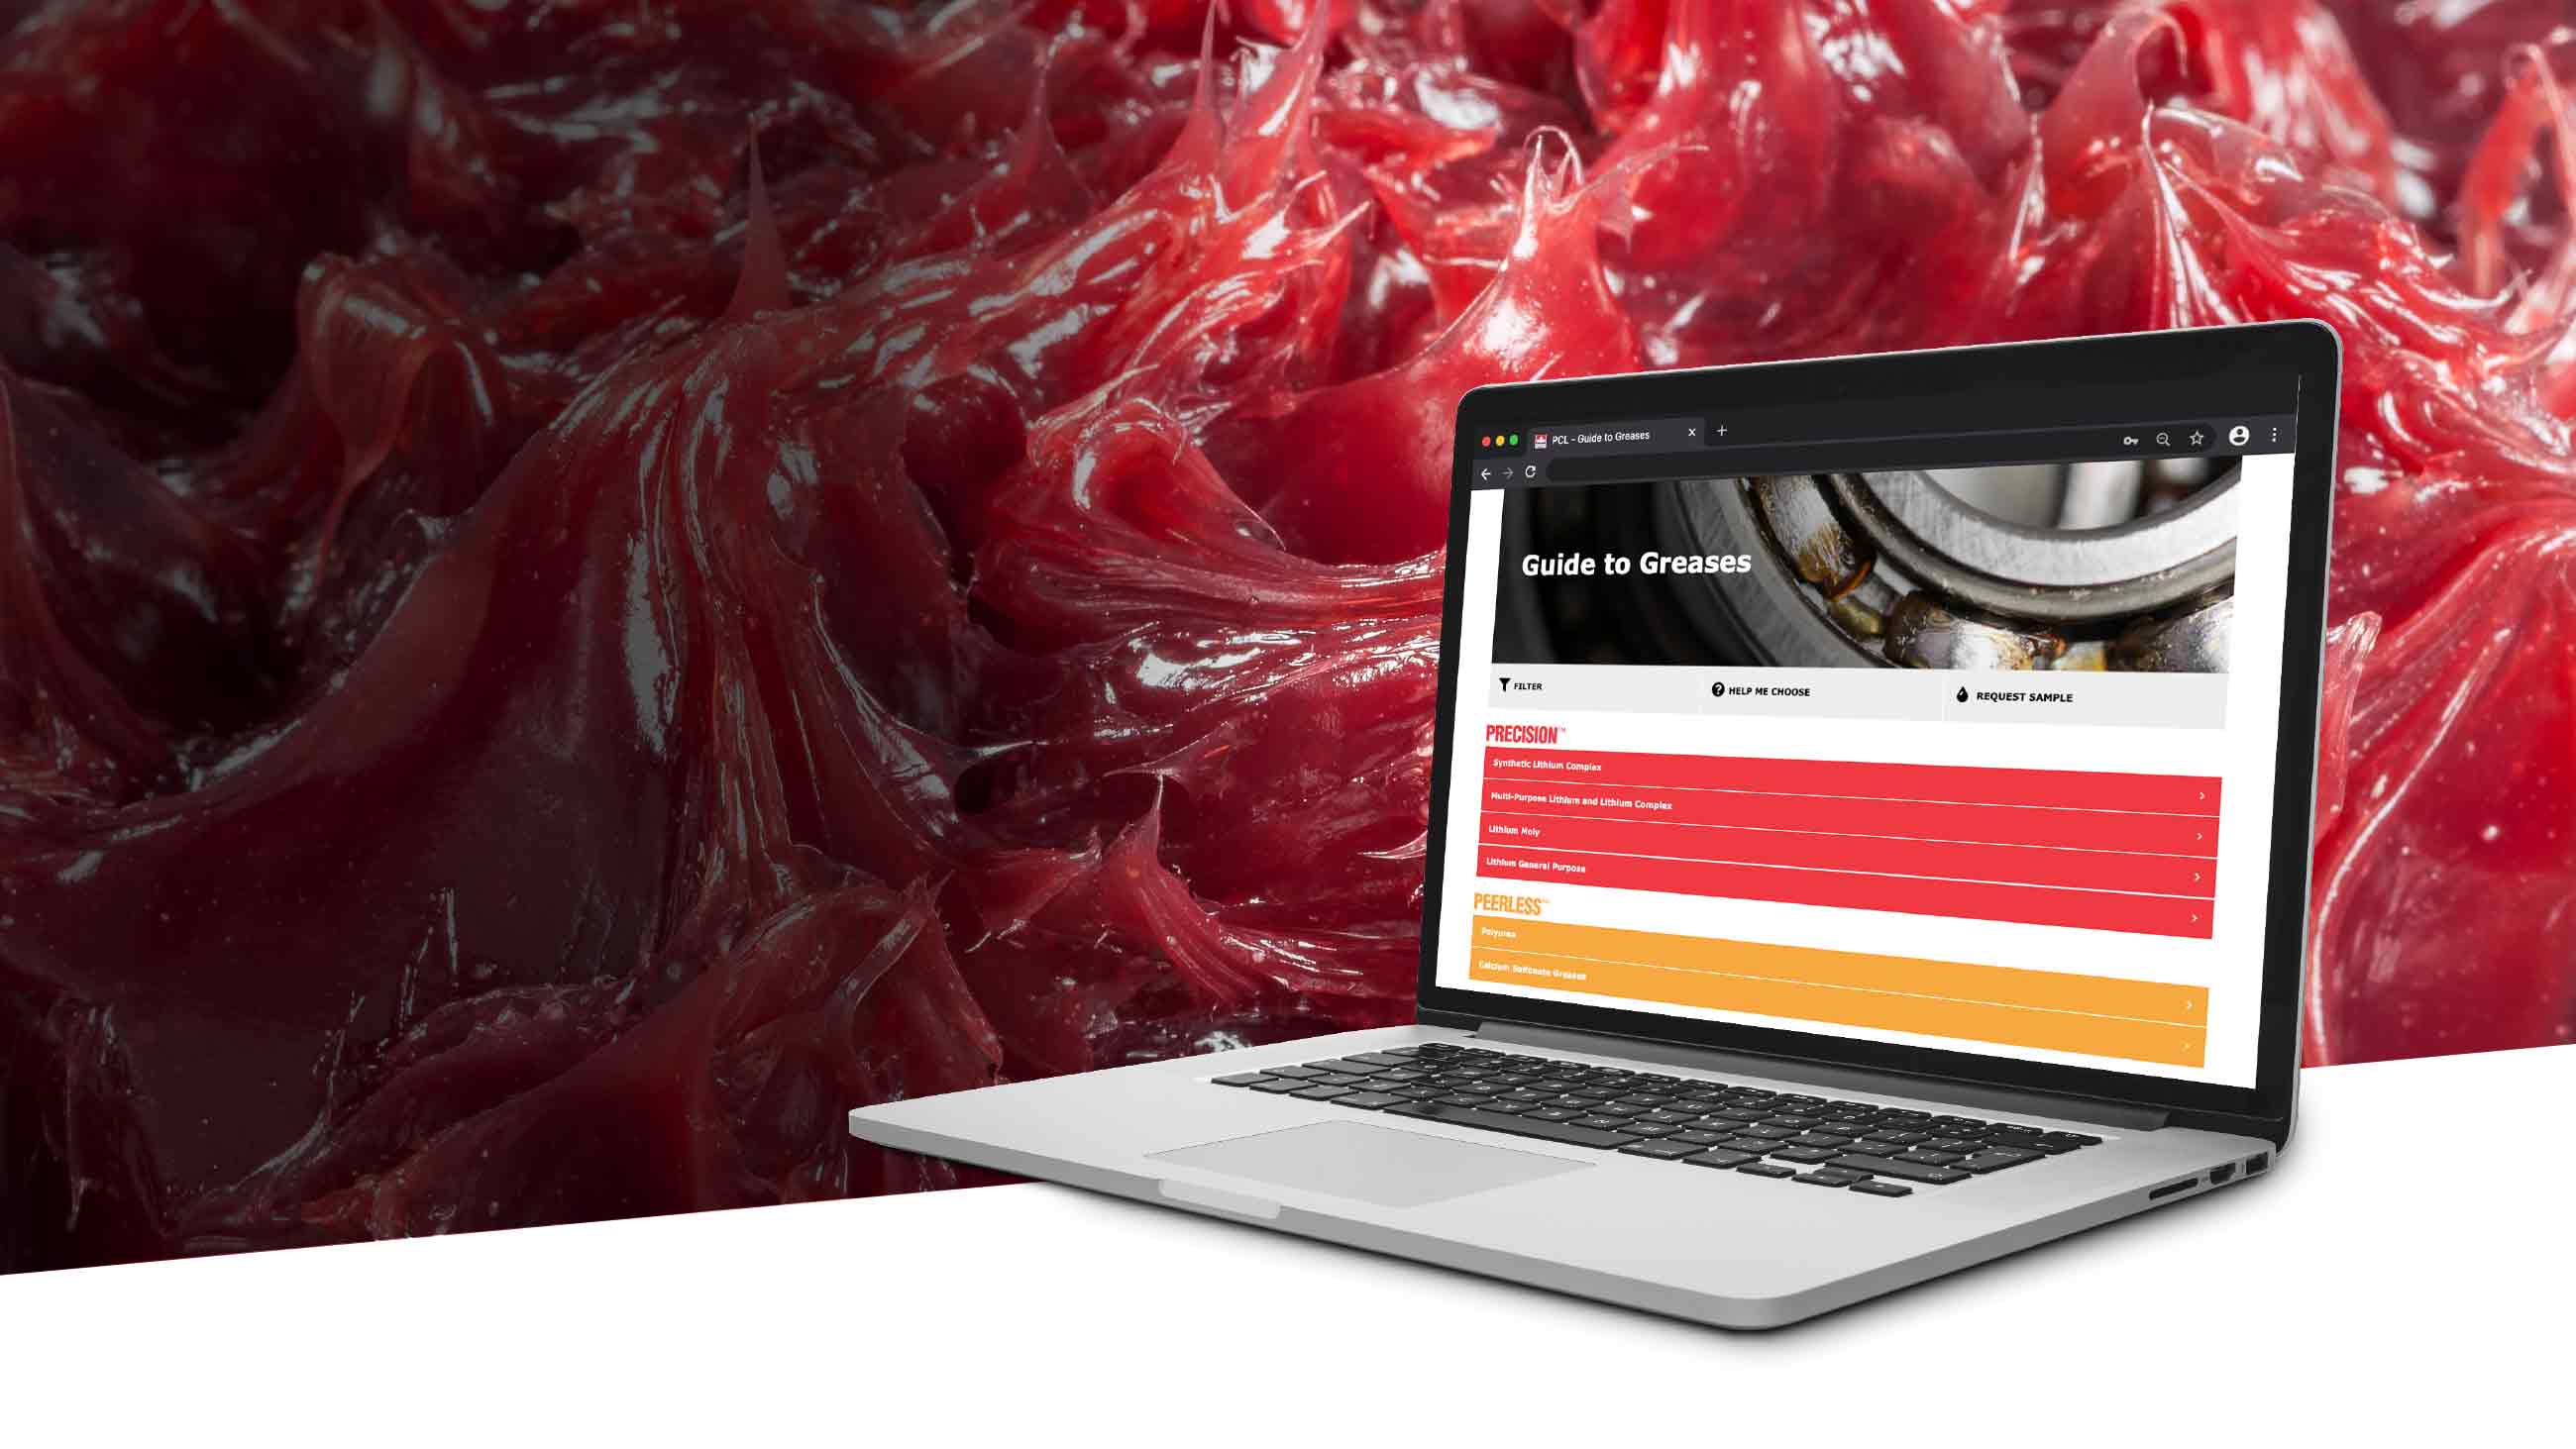 PCL - Guide to Greases
Guide to Greases
FILTER
HELP ME CHOOSE
REQUEST SAMPLE
PRECISION™
Synthetic Lithium Complex
Multi-Purpose Lithium and Lithium Complex
Lithium Moly
Lithium General Purpose
PEERLESS™
Polyurea
Calcium Sulfonate Greases